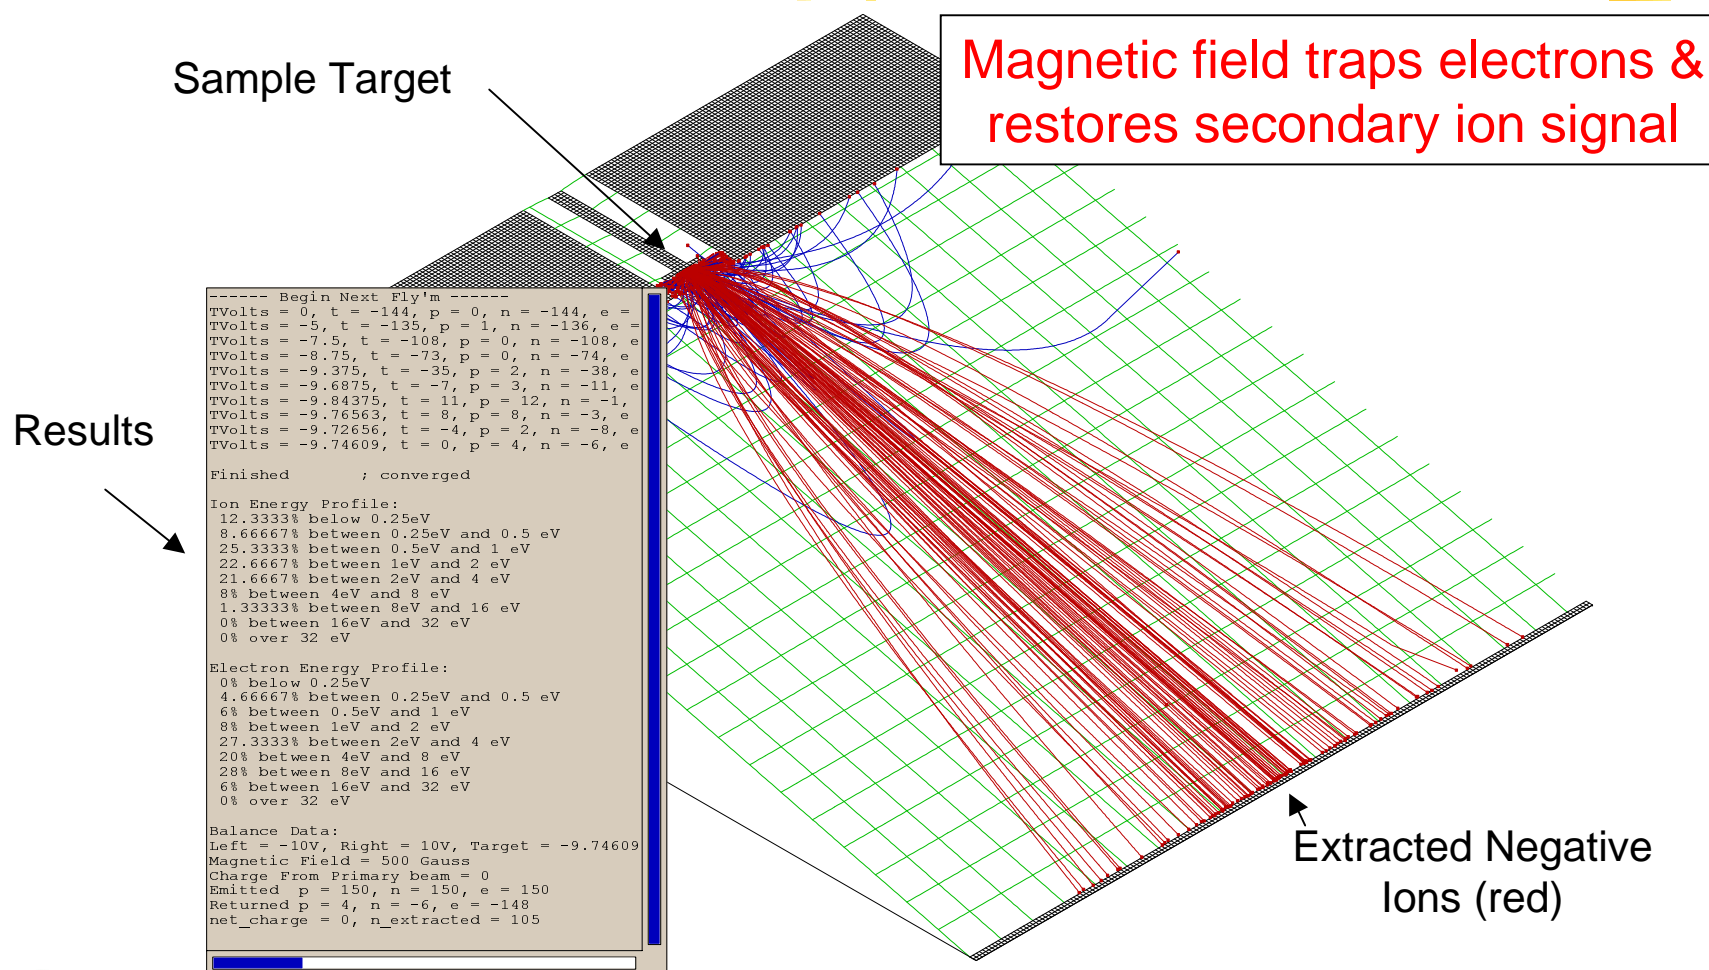 Magnetic field traps electrons &
restores secondary ion signal
Sample Target
Results
------ Begin Next Fly'm ------
TVolts = 0, t = -144, p = 0, n = -144, e =
TVolts = -5, t = -135, p = 1, n = -136, e =
TVolts = -7.5, t = -108, p = 0, n = -108, e
TVolts = -8.75, t = -73, p = 0, n = -74, e
TVolts = -9.375, t = -35, p = 2, n = -38, e
TVolts = -9.6875, t = -7, p = 3, n = -11, e
TVolts = -9.84375, t = 11, p = 12, n = -1,
TVolts = -9.76563, t = 8, p = 8, n = -3, e
TVolts = -9.72656, t = -4, p = 2, n = -8, e
TVolts = -9.74609, t = 0, p = 4, n = -6, e
Finished ; converged
Ion Energy Profile:
12.3333% below 0.25eV
8.66667% between 0.25eV and 0.5 eV
25.3333% between 0.5eV and 1 eV
22.6667% between 1eV and 2 eV
21.6667% between 2eV and 4 eV
8% between 4eV and 8 eV
1.33333% between 8eV and 16 eV
0% between 16eV and 32 eV
0% over 32 eV
Electron Energy Profile:
0% below 0.25eV
4.66667% between 0.25eV and 0.5 eV
6% between 0.5eV and 1 eV
8% between 1eV and 2 eV
27.3333% between 2eV and 4 eV
20% between 4eV and 8 eV
28% between 8eV and 16 eV
6% between 16eV and 32 eV
0% over 32 eV
Balance Data:
Left = -10V, Right = 10V, Target = -9.74609
Magnetic Field = 500 Gauss
Charge From Primary beam = 0
Emitted p = 150, n = 150, e = 150
Returned p = 4, n = -6, e = -148
net_charge = 0, n_extracted = 105
Extracted Negative
Ions (red)